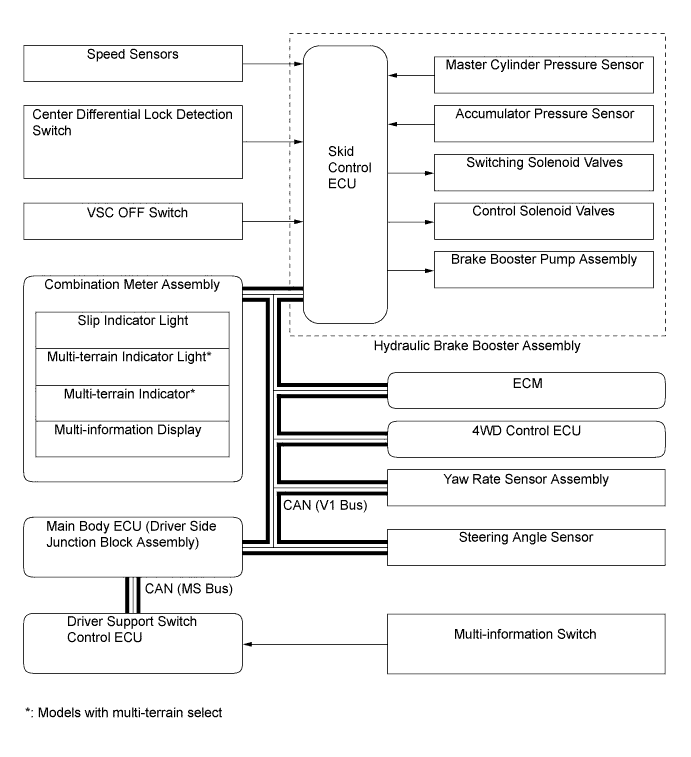 Speed Sensors
Center Differential Lock Detection
Switch
VSC OFF Switch
Skid
Control
ECU
Master Cylinder Pressure Sensor
Accumulator Pressure Sensor
Switching Solenoid Valves
Control Solenoid Valves
Brake Booster Pump Assembly
Hydraulic Brake Booster Assembly
Combination Meter Assembly
Slip Indicator Light
Multi-terrain Indicator Light*
Multi-terrain Indicator*
Multi-information Display
ECM
4WD Control ECU
Yaw Rate Sensor Assembly
CAN (V1 Bus)
Steering Angle Sensor
Main Body ECU (Driver Side
Junction Block Assembly)
CAN (MS Bus)
Driver Support Switch
Control ECU
Multi-information Switch
*: Models with multi-terrain select